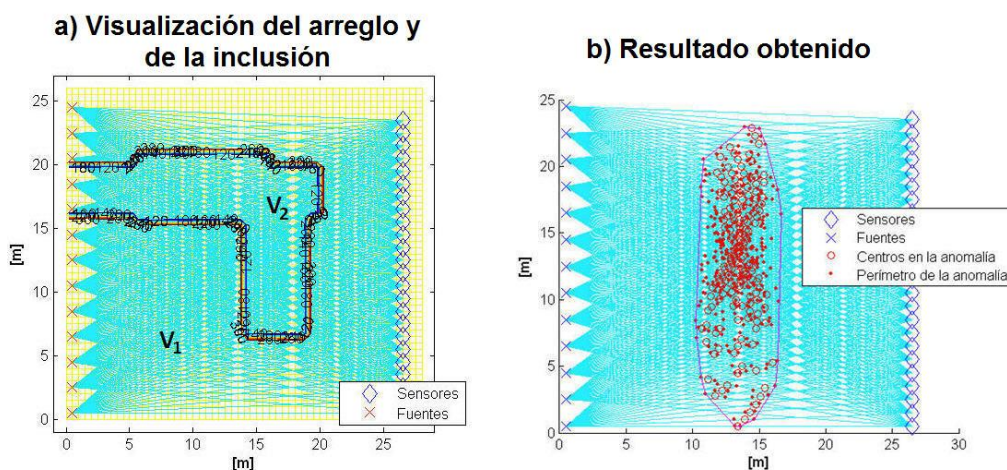 a) Visualización del arreglo y
de la inclusión
25
20
15
10
5
0
[m]
V2
V1
Sensores
Fuentes
0 5 10 15 20 25
[m]
b) Resultado obtenido
25
20
15
10
5
0
[m]
Sensores
Fuentes
Centros en la anomalía
Perímetro de la anomalía
0 5 10 15 20 25 30
[m]